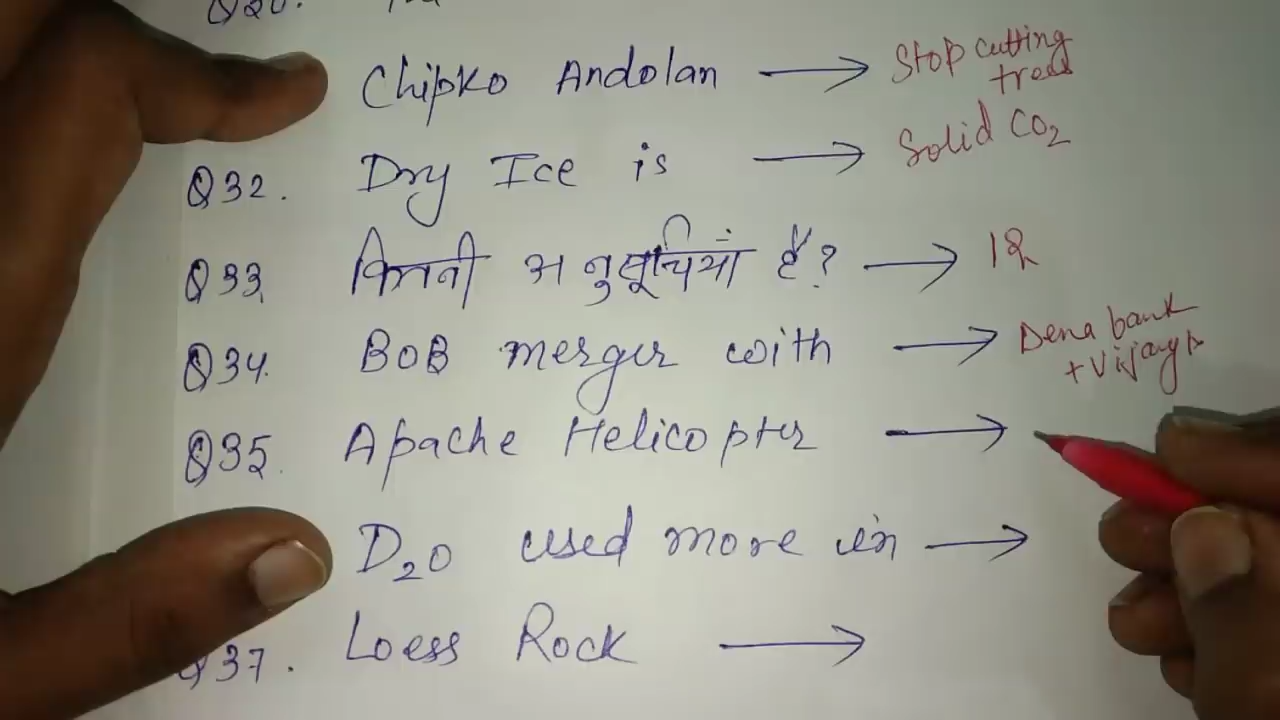 Q
Chipko Andolan → Stop cutting trees
Q32. Dry Ice is → Solid CO₂
Q33 कितनी अनुसूचियां हैं? → 12
Q34. BOB merger with → Dena bank + Vijaya
Q35. Apache Helicopter →
D₂O used more in →
Q37. Loess Rock →